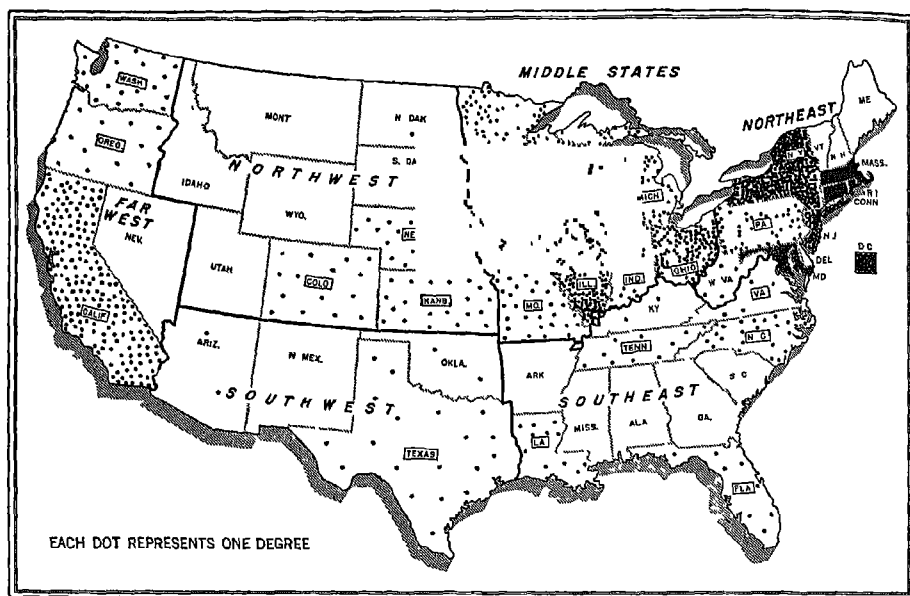 MIDDLE STATES
NORTHEAST
ME
WASH.
MONT
N DAK
VT
N H
MASS.
OREG.
S. DA
R I
CONN
NORTHWEST
IDAHO
MICH
PA
FAR WEST
WYO.
NE
N J
D C
NEV.
UTAH
COLO
KANS.
MO.
ILL
IND
OHIO
W VA
DEL
MD
VA
KY
CALIF
ARIZ.
N MEX.
OKLA.
ARK
TENN
N C
S C
SOUTHWEST
SOUTHEAST
MISS.
ALA
GA.
TEXAS
LA
FLA
EACH DOT REPRESENTS ONE DEGREE